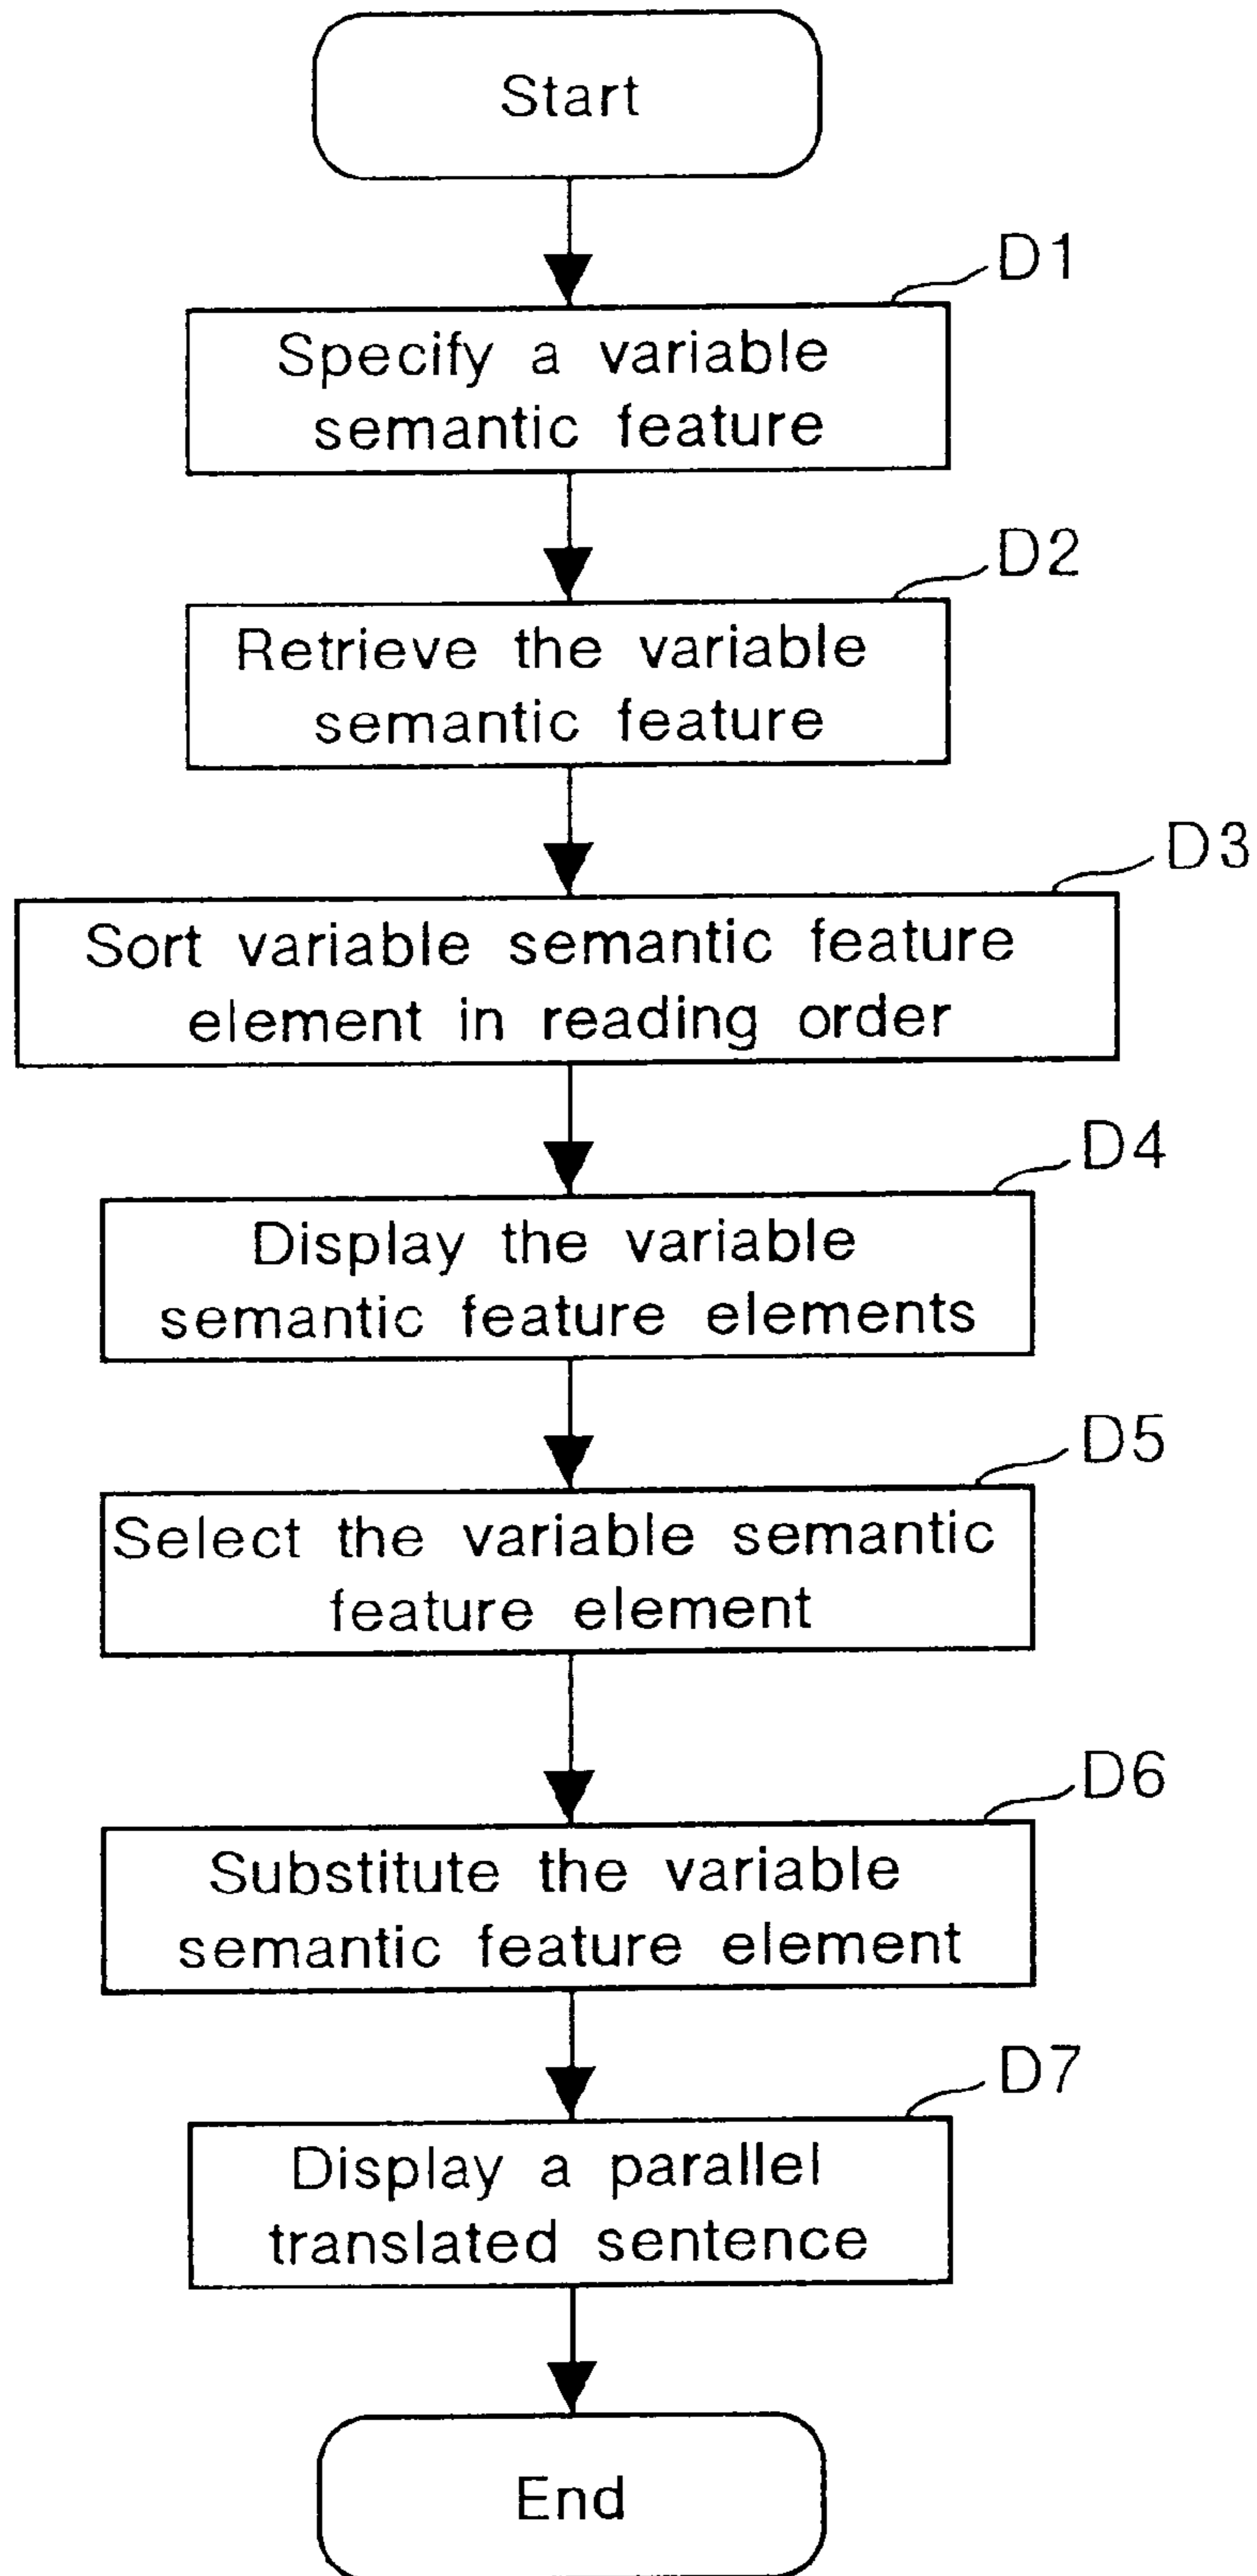 Start
D1
Specify a variable
semantic feature
D2
Retrieve the variable
semantic feature
D3
Sort variable semantic feature
element in reading order
D4
Display the variable
semantic feature elements
D5
Select the variable semantic
feature element
D6
Substitute the variable
semantic feature element
D7
Display a parallel
translated sentence
End